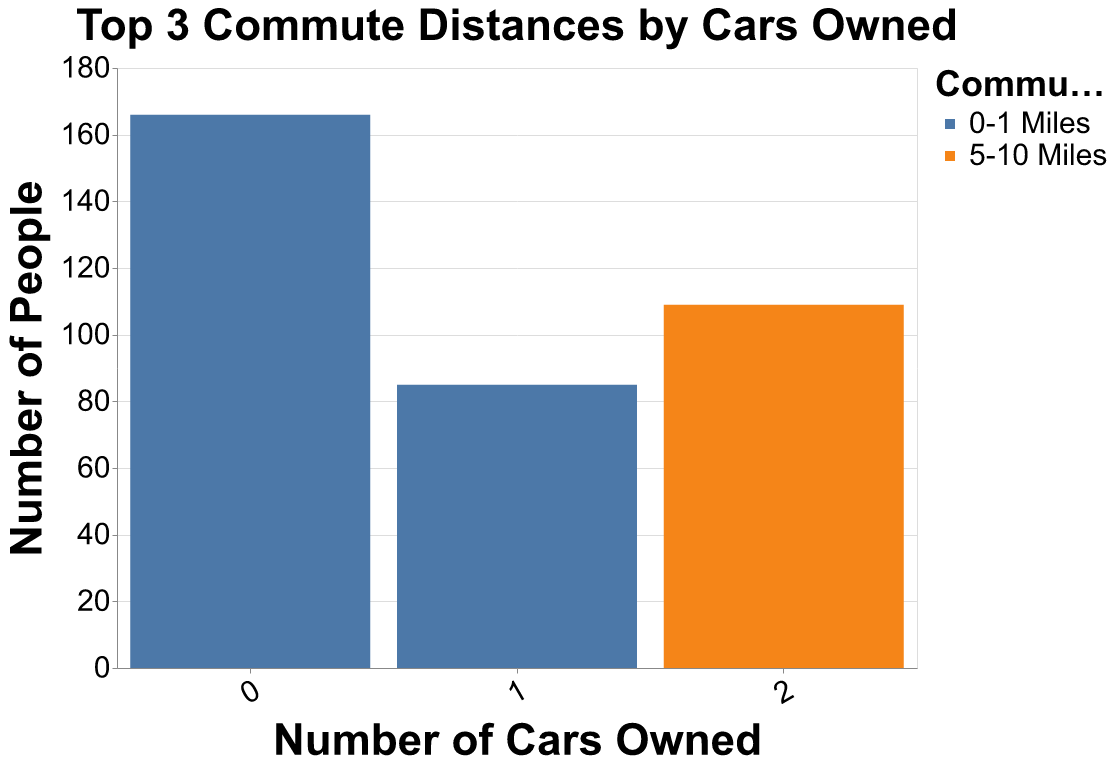 Top 3 Commute Distances by Cars Owned
Number of People
180
160
140
120
100
80
60
40
20
0
0
1
2
Number of Cars Owned
Commu…
0-1 Miles
5-10 Miles